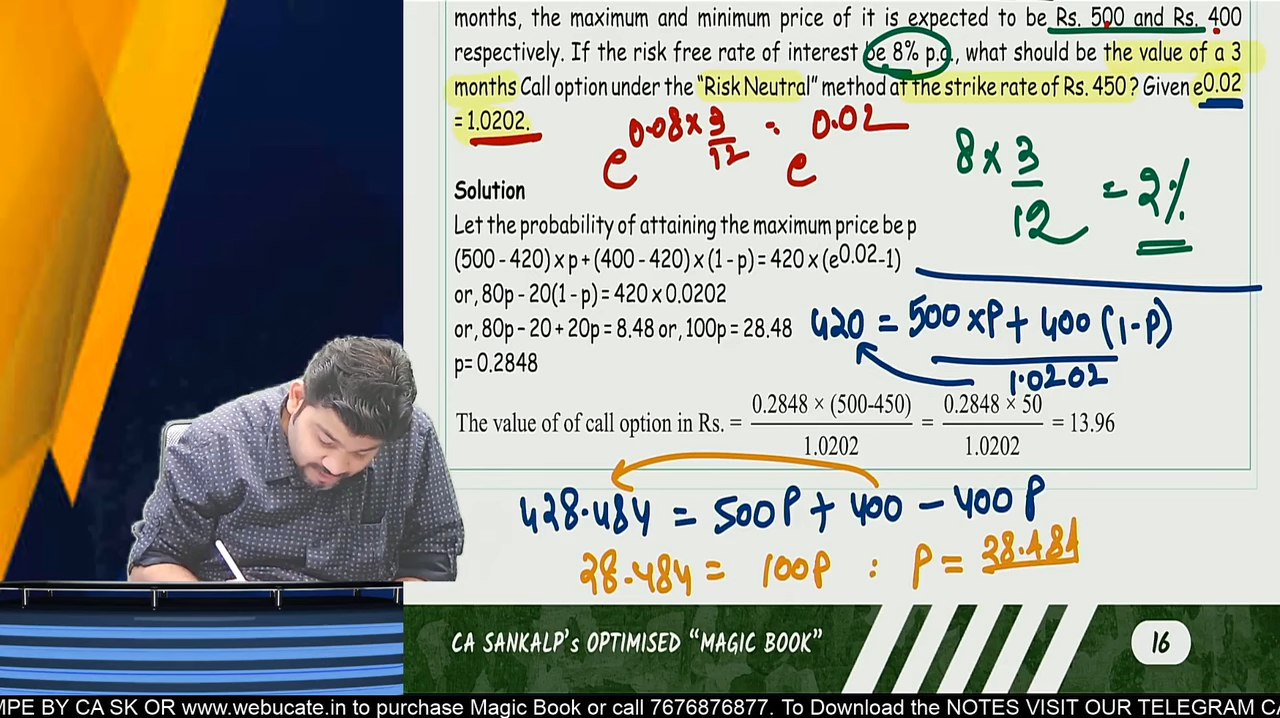 months, the maximum and minimum price of it is expected to be Rs. 500 and Rs. 400
respectively. If the risk free rate of interest be 8% p.a., what should be the value of a 3
months Call option under the "Risk Neutral" method at the strike rate of Rs. 450? Given e0.02
= 1.0202.
e^0.08×3/12 = e^0.02
8 × 3/12 = 2%
Solution
Let the probability of attaining the maximum price be p
(500 - 420) x p + (400 - 420) x (1 - p) = 420 x (e0.02-1)
or, 80p - 20(1 - p) = 420 x 0.0202
or, 80p - 20 + 20p = 8.48 or, 100p = 28.48
p= 0.2848
420 = 500 xP + 400 (1-P)
1.0202
The value of of call option in Rs. = 0.2848 × (500-450) / 1.0202 = 0.2848 × 50 / 1.0202 = 13.96
428.484 = 500P + 400 - 400P
28.484 = 100P : P = 28.484
CA SANKALP's OPTIMISED "MAGIC BOOK" 16
MPE BY CA SK OR www.webucate.in to purchase Magic Book or call 7676876877. To Download the NOTES VISIT OUR TELEGRAM CA